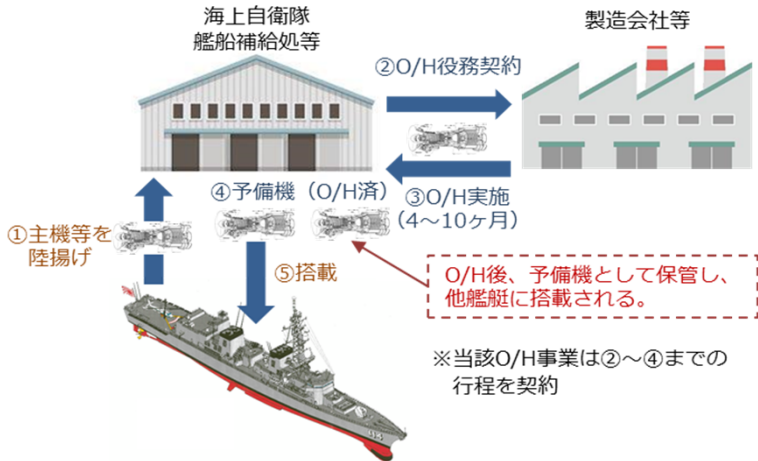 海上自衛隊
艦船補給処等
製造会社等
②O/H役務契約
③O/H実施
（4～10ヶ月）
④予備機（O/H済）
①主機等を
陸揚げ
⑤搭載
O/H後、予備機として保管し、
他艦艇に搭載される。
※当該O/H事業は②～④までの
行程を契約